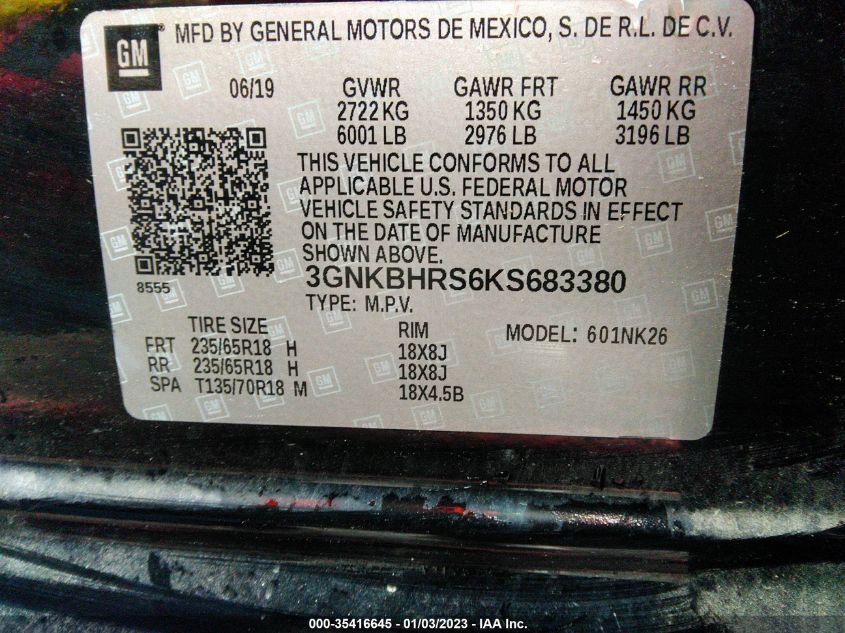 GM ® MFD BY GENERAL MOTORS DE MEXICO, S. DE R.L. DE C.V.
06/19 GVWR GAWR FRT GAWR RR
2722 KG 1350 KG 1450 KG
6001 LB 2976 LB 3196 LB
THIS VEHICLE CONFORMS TO ALL
APPLICABLE U.S. FEDERAL MOTOR
VEHICLE SAFETY STANDARDS IN EFFECT
ON THE DATE OF MANUFACTURE
SHOWN ABOVE.
8555
3GNKBHRS6KS683380
TYPE: M.P.V.
TIRE SIZE RIM MODEL: 601NK26
FRT 235/65R18 H 18X8J
RR 235/65R18 H 18X8J
SPA T135/70R18 M 18X4.5B
000-35416645 - 01/03/2023 - IAA Inc.